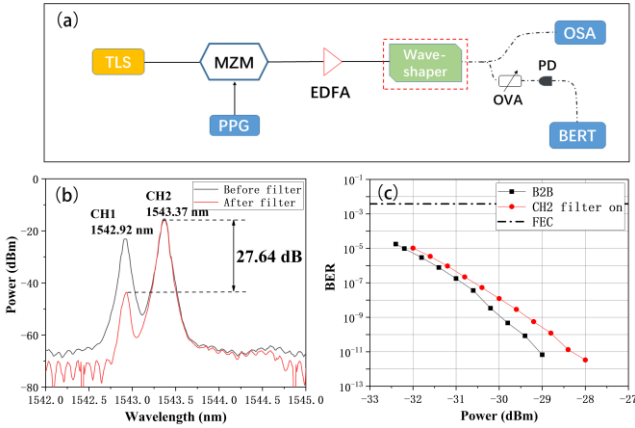 (a)
TLS
MZM
PPG
EDFA
Wave-
shaper
OVA
PD
OSA
BERT
(b)
CH1
1542.92 nm
CH2
1543.37 nm
Before filter
After filter
27.64 dB
0
-20
-40
-60
-80
Power (dBm)
1542.0 1542.5 1543.0 1543.5 1544.0 1544.5 1545.0
Wavelength (nm)
(c)
B2B
CH2 filter on
FEC
10-1
10-3
10-5
10-7
10-9
10-11
10-13
BER
-33 -32 -31 -30 -29 -28 -27
Power (dBm)